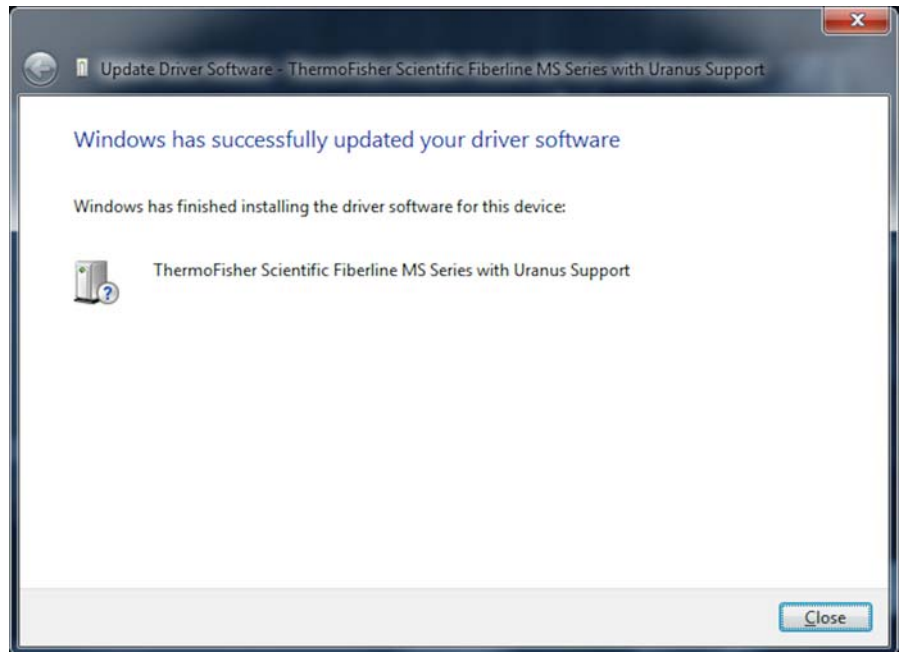 Update Driver Software - ThermoFisher Scientific Fiberline MS Series with Uranus Support
Windows has successfully updated your driver software
Windows has finished installing the driver software for this device:
ThermoFisher Scientific Fiberline MS Series with Uranus Support
Close